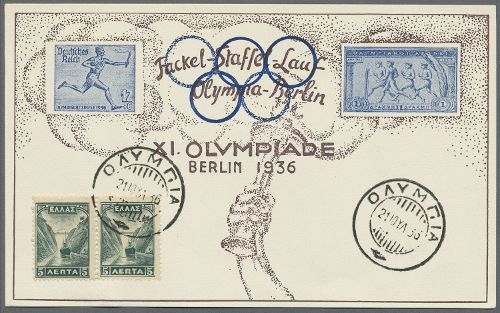 Fackel-Staffel Lauf
Olympia-Berlin
Deutsches
Reich
XI. OLYMPIADE
BERLIN 1936
ΟΛΥΜΠΙΑ
ΟΛΥΜΠΙΑ
ΕΛΛΑΣ
5 ΛΕΠΤΑ 5
ΕΛΛΑΣ
5 ΛΕΠΤΑ 5